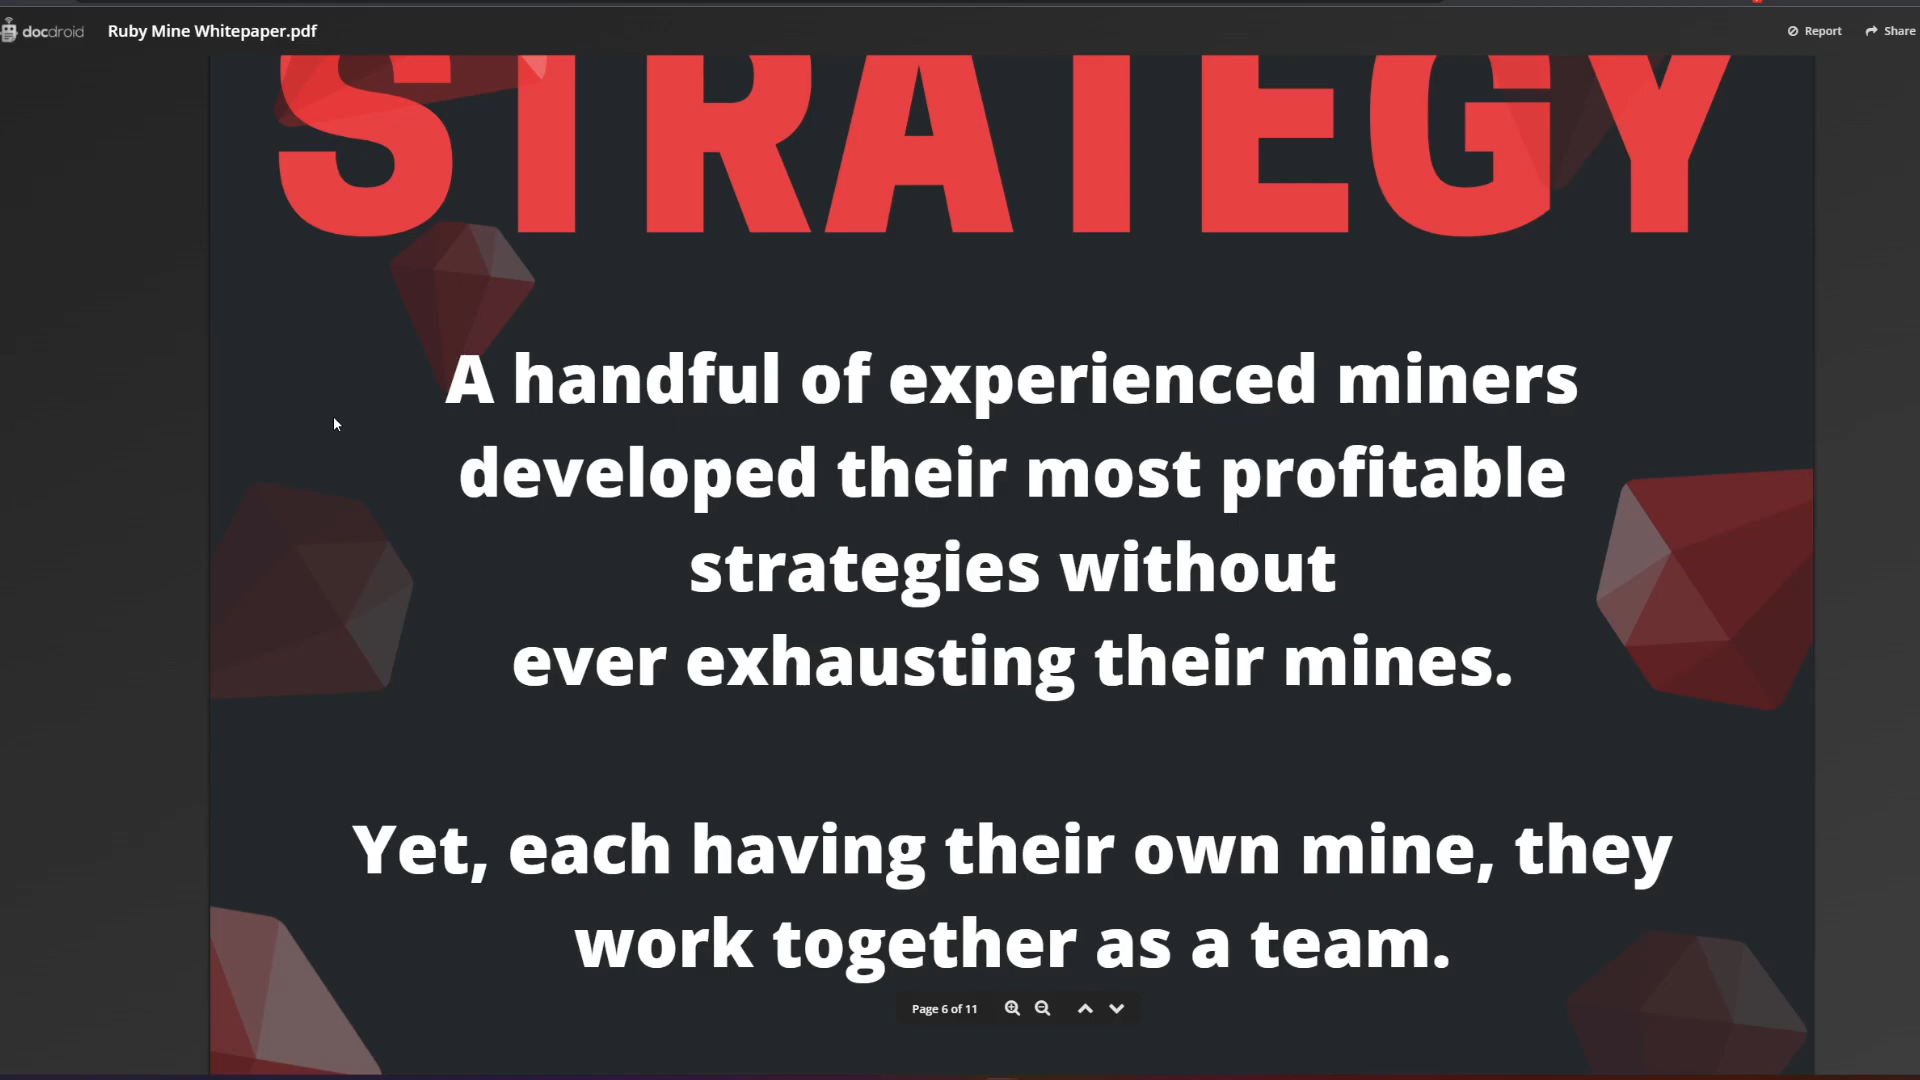 docdroid
Ruby Mine Whitepaper.pdf
Report
Share
STRATEGY
A handful of experienced miners
developed their most profitable
strategies without
ever exhausting their mines.
Yet, each having their own mine, they
work together as a team.
Page 6 of 11